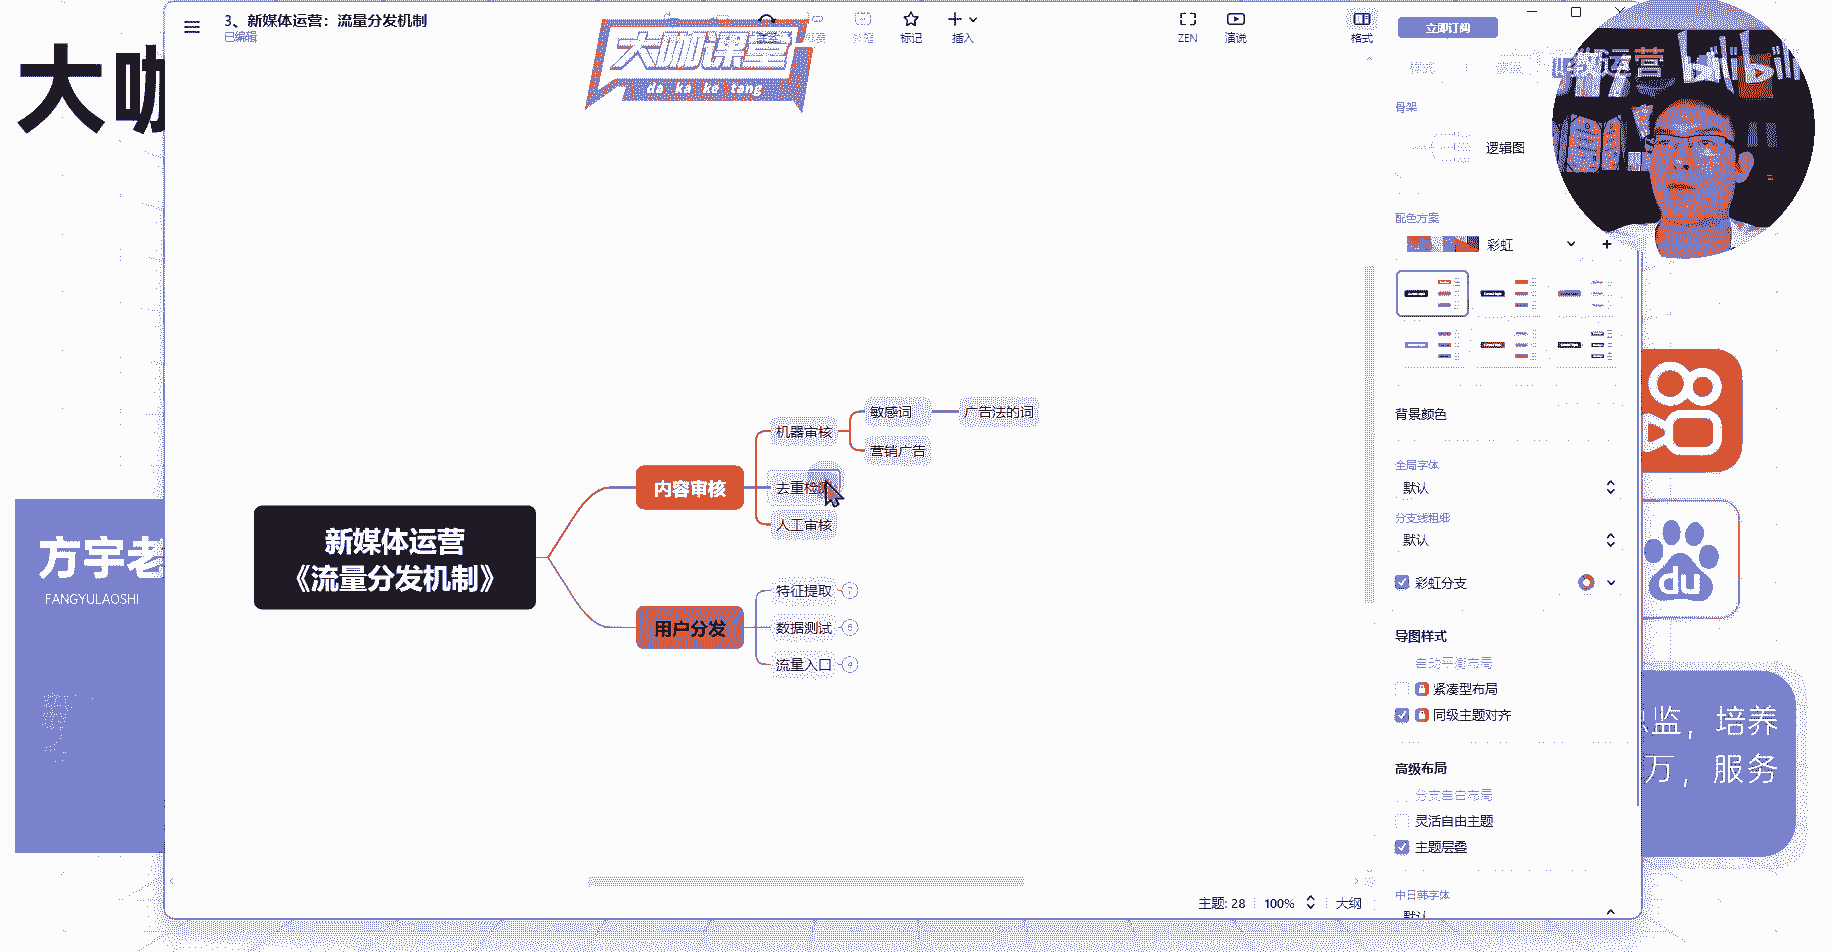 3、新媒体运营：流量分发机制
已编辑
标记
插入
ZEN
演说
格式
立即订阅
大咖课堂
da ka ke tang
大咖
运营
bilibili
骨架
逻辑图
配色方案
彩虹
背景颜色
全局字体
默认
分支线粗细
默认
彩虹分支
导图样式
自动平衡布局
紧凑型布局
同级主题对齐
高级布局
分支自由布局
灵活自由主题
主题层叠
中日韩字体
默认
敏感词
广告法的词
机器审核
营销广告
内容审核
去重检测
人工审核
新媒体运营
《流量分发机制》
特征提取
用户分发
数据测试
6
流量入口
4
方宇老
FANGYULAOSHI
du
总监，培养
万，服务
主题: 28
100%
大纲